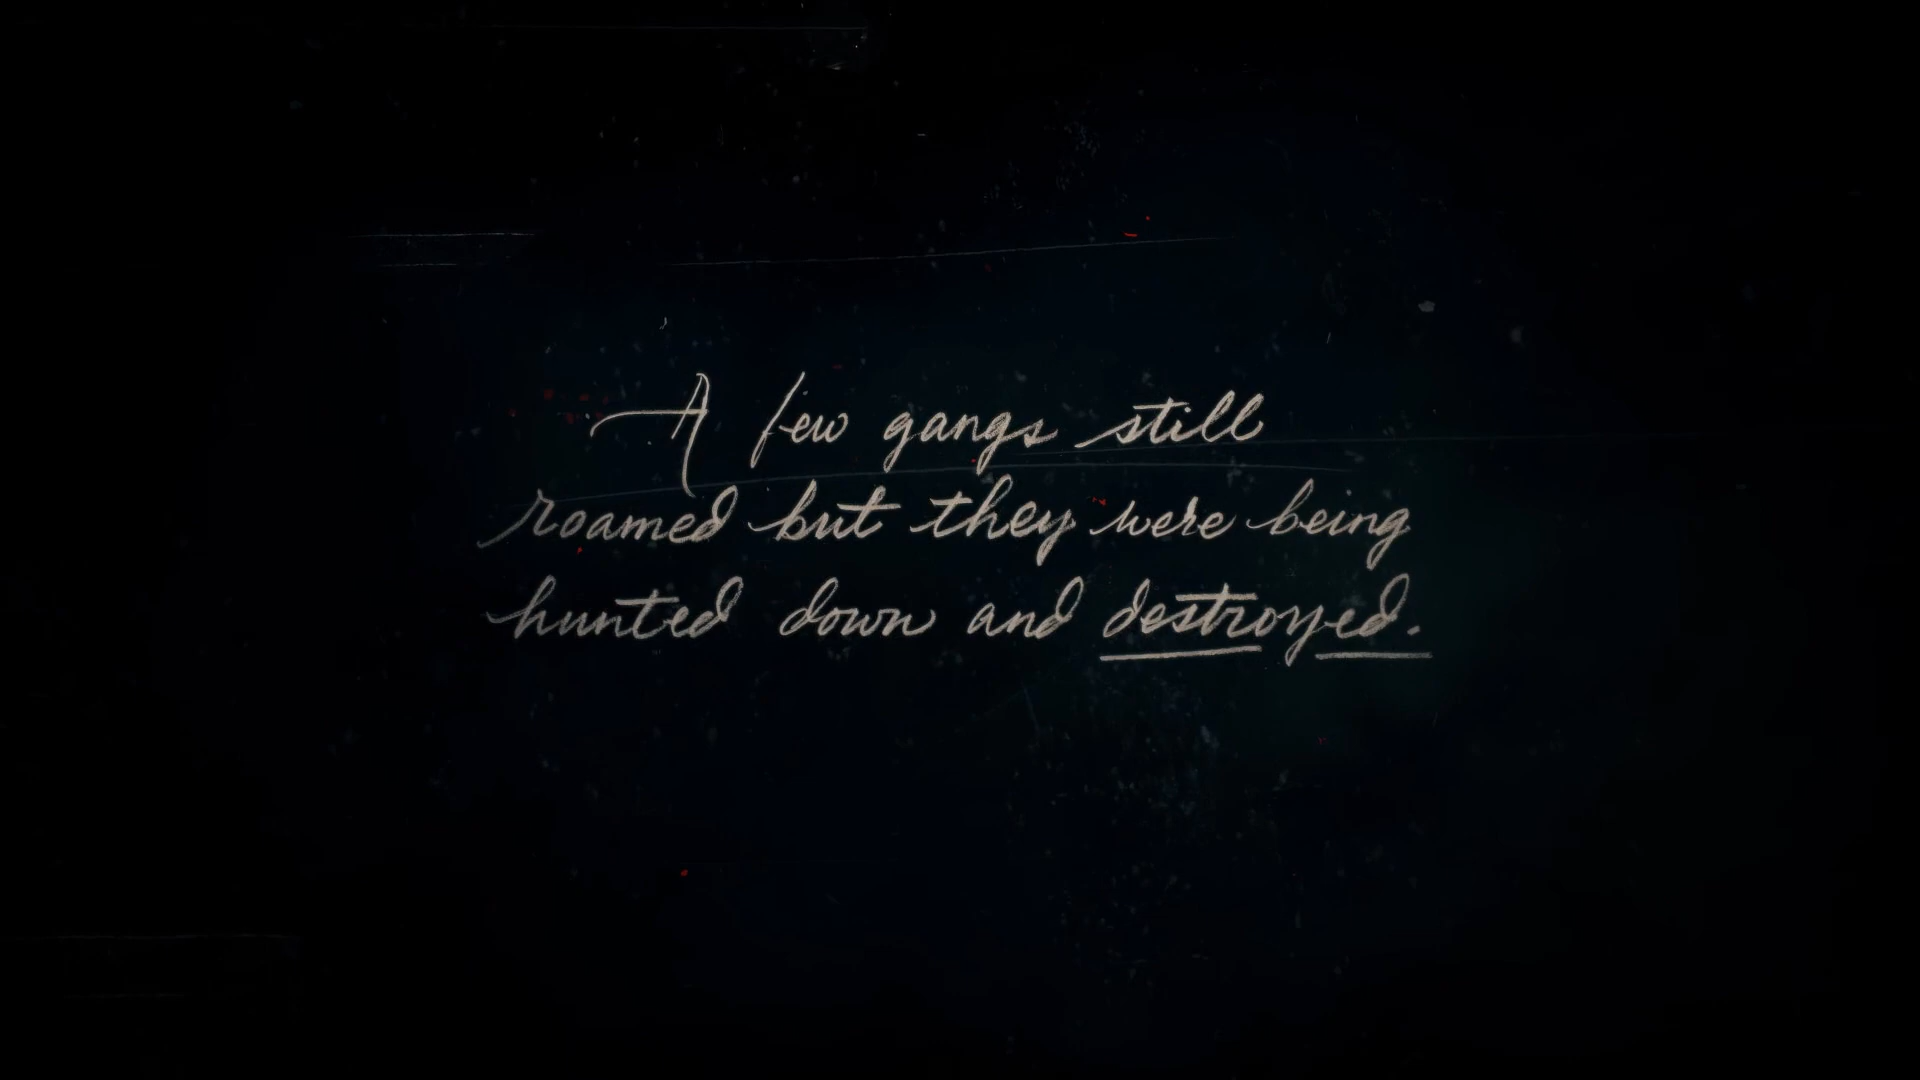 A few gangs still
roamed but they were being
hunted down and destroyed.